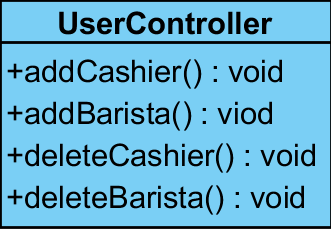 UserController
+addCashier() : void
+addBarista() : viod
+deleteCashier() : void
+deleteBarista() : void